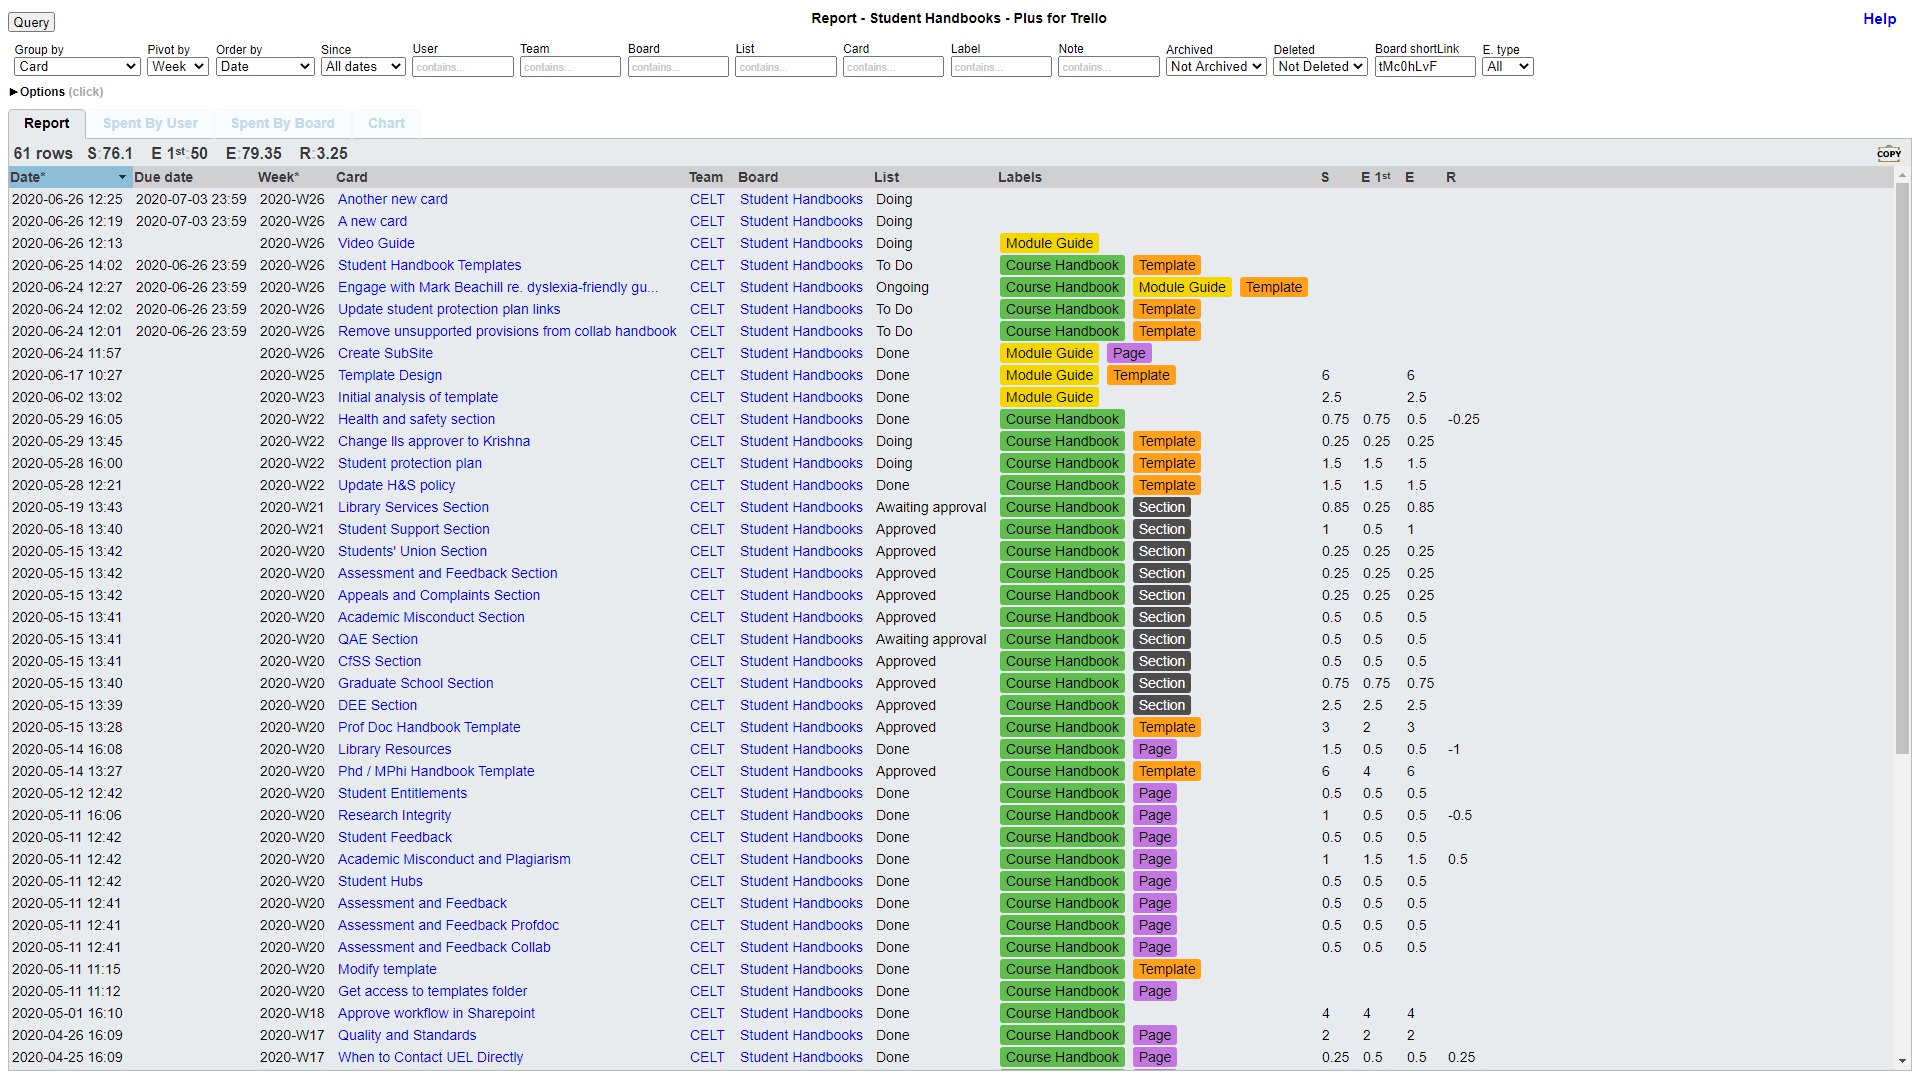 Query
Report - Student Handbooks - Plus for Trello
Help
Group by Pivot by Order by Since User Team Board List Card Label Note Archived Deleted Board shortLink E. type
Card Week Date All dates contains... contains... contains... contains... contains... contains... contains... Not Archived Not Deleted tMc0hLvF All
Options (click)
Report Spent By User Spent By Board Chart
61 rows S:76.1 E 1st:50 E:79.35 R:3.25 COPY
Date* Due date Week* Card Team Board List Labels S E 1st E R
2020-06-26 12:25 2020-07-03 23:59 2020-W26 Another new card CELT Student Handbooks Doing
2020-06-26 12:19 2020-07-03 23:59 2020-W26 A new card CELT Student Handbooks Doing
2020-06-26 12:13 2020-W26 Video Guide CELT Student Handbooks Doing Module Guide
2020-06-25 14:02 2020-06-26 23:59 2020-W26 Student Handbook Templates CELT Student Handbooks To Do Course Handbook Template
2020-06-24 12:27 2020-06-26 23:59 2020-W26 Engage with Mark Beachill re. dyslexia-friendly gu... CELT Student Handbooks Ongoing Course Handbook Module Guide Template
2020-06-24 12:02 2020-06-26 23:59 2020-W26 Update student protection plan links CELT Student Handbooks To Do Course Handbook Template
2020-06-24 12:01 2020-06-26 23:59 2020-W26 Remove unsupported provisions from collab handbook CELT Student Handbooks To Do Course Handbook Template
2020-06-24 11:57 2020-W26 Create SubSite CELT Student Handbooks Done Module Guide Page
2020-06-17 10:27 2020-W25 Template Design CELT Student Handbooks Done Module Guide Template 6 6
2020-06-02 13:02 2020-W23 Initial analysis of template CELT Student Handbooks Done Module Guide 2.5 2.5
2020-05-29 16:05 2020-W22 Health and safety section CELT Student Handbooks Done Course Handbook 0.75 0.75 0.5 -0.25
2020-05-29 13:45 2020-W22 Change IIs approver to Krishna CELT Student Handbooks Doing Course Handbook Template 0.25 0.25 0.25
2020-05-28 16:00 2020-W22 Student protection plan CELT Student Handbooks Doing Course Handbook Template 1.5 1.5 1.5
2020-05-28 12:21 2020-W22 Update H&S policy CELT Student Handbooks Done Course Handbook Template 1.5 1.5 1.5
2020-05-19 13:43 2020-W21 Library Services Section CELT Student Handbooks Awaiting approval Course Handbook Section 0.85 0.25 0.85
2020-05-18 13:40 2020-W21 Student Support Section CELT Student Handbooks Approved Course Handbook Section 1 0.5 1
2020-05-15 13:42 2020-W20 Students' Union Section CELT Student Handbooks Approved Course Handbook Section 0.25 0.25 0.25
2020-05-15 13:42 2020-W20 Assessment and Feedback Section CELT Student Handbooks Approved Course Handbook Section 0.25 0.25 0.25
2020-05-15 13:42 2020-W20 Appeals and Complaints Section CELT Student Handbooks Approved Course Handbook Section 0.25 0.25 0.25
2020-05-15 13:41 2020-W20 Academic Misconduct Section CELT Student Handbooks Approved Course Handbook Section 0.5 0.5 0.5
2020-05-15 13:41 2020-W20 QAE Section CELT Student Handbooks Awaiting approval Course Handbook Section 0.5 0.5 0.5
2020-05-15 13:41 2020-W20 CfSS Section CELT Student Handbooks Approved Course Handbook Section 0.5 0.5 0.5
2020-05-15 13:40 2020-W20 Graduate School Section CELT Student Handbooks Approved Course Handbook Section 0.75 0.75 0.75
2020-05-15 13:39 2020-W20 DEE Section CELT Student Handbooks Approved Course Handbook Section 2.5 2.5 2.5
2020-05-15 13:28 2020-W20 Prof Doc Handbook Template CELT Student Handbooks Approved Course Handbook Template 3 2 3
2020-05-14 16:08 2020-W20 Library Resources CELT Student Handbooks Done Course Handbook Page 1.5 0.5 0.5 -1
2020-05-14 13:27 2020-W20 Phd / MPhi Handbook Template CELT Student Handbooks Approved Course Handbook Template 6 4 6
2020-05-12 12:42 2020-W20 Student Entitlements CELT Student Handbooks Done Course Handbook Page 0.5 0.5 0.5
2020-05-11 16:06 2020-W20 Research Integrity CELT Student Handbooks Done Course Handbook Page 1 0.5 0.5 -0.5
2020-05-11 12:42 2020-W20 Student Feedback CELT Student Handbooks Done Course Handbook Page 0.5 0.5 0.5
2020-05-11 12:42 2020-W20 Academic Misconduct and Plagiarism CELT Student Handbooks Done Course Handbook Page 1 1.5 1.5 0.5
2020-05-11 12:42 2020-W20 Student Hubs CELT Student Handbooks Done Course Handbook Page 0.5 0.5 0.5
2020-05-11 12:41 2020-W20 Assessment and Feedback CELT Student Handbooks Done Course Handbook Page 0.5 0.5 0.5
2020-05-11 12:41 2020-W20 Assessment and Feedback Profdoc CELT Student Handbooks Done Course Handbook Page 0.5 0.5 0.5
2020-05-11 12:41 2020-W20 Assessment and Feedback Collab CELT Student Handbooks Done Course Handbook Page 0.5 0.5 0.5
2020-05-11 11:15 2020-W20 Modify template CELT Student Handbooks Done Course Handbook Template
2020-05-11 11:12 2020-W20 Get access to templates folder CELT Student Handbooks Done Course Handbook Page
2020-05-01 16:10 2020-W18 Approve workflow in Sharepoint CELT Student Handbooks Done Course Handbook 4 4 4
2020-04-26 16:09 2020-W17 Quality and Standards CELT Student Handbooks Done Course Handbook Page 2 2 2
2020-04-25 16:09 2020-W17 When to Contact UEL Directly CELT Student Handbooks Done Course Handbook Page 0.25 0.5 0.5 0.25